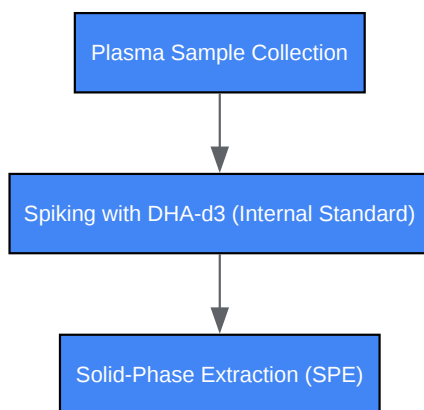 Plasma Sample Collection
Spiking with DHA-d3 (Internal Standard)
Solid-Phase Extraction (SPE)